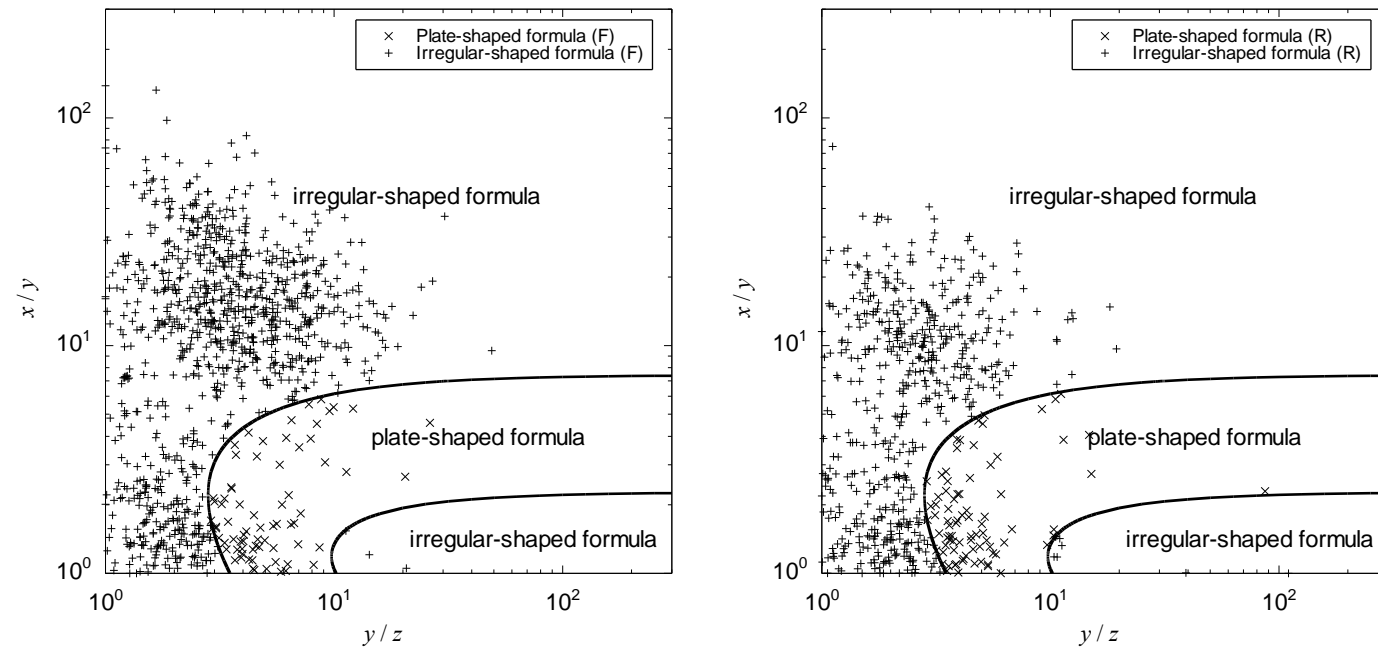 Plate-shaped formula (F)
Irregular-shaped formula (F)
10²
irregular-shaped formula
x / y
10¹
plate-shaped formula
irregular-shaped formula
10⁰
10⁰ 10¹ 10²
y / z
Plate-shaped formula (R)
Irregular-shaped formula (R)
10²
irregular-shaped formula
x / y
10¹
plate-shaped formula
irregular-shaped formula
10⁰
10⁰ 10¹ 10²
y / z